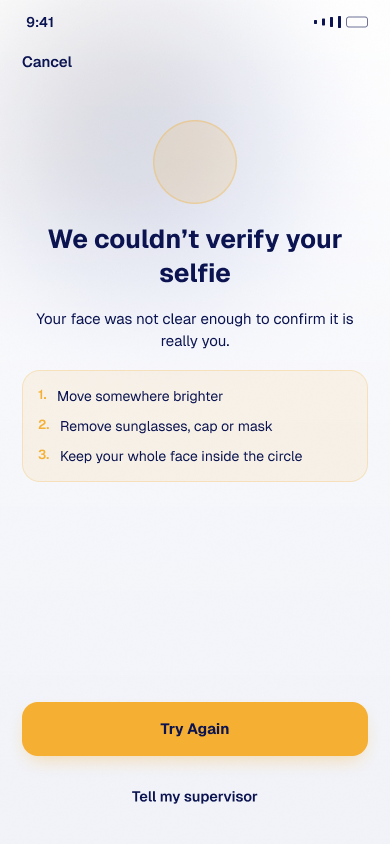 9:41
Cancel
We couldn’t verify your
selfie
Your face was not clear enough to confirm it is
really you.
1. Move somewhere brighter
2. Remove sunglasses, cap or mask
3. Keep your whole face inside the circle
Try Again
Tell my supervisor